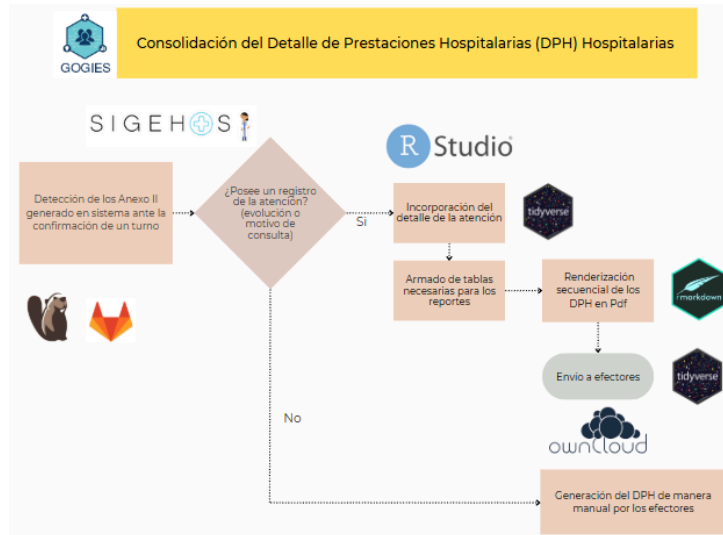 GOGIES
Consolidación del Detalle de Prestaciones Hospitalarias (DPH) Hospitalarias
SIGEHOS
R Studio
Detección de los Anexo II
generado en sistema ante la
confirmación de un turno
¿Posee un registro
de la atención?
(evolución o
motivo de
consulta)
Si
Incorporación del
detalle de la atención
tidyverse
Armado de tablas
necesarias para los
reportes
Renderización
secuencial de los
DPH en Pdf
rmarkdown
Envío a efectores
tidyverse
ownCloud
No
Generación del DPH de manera
manual por los efectores